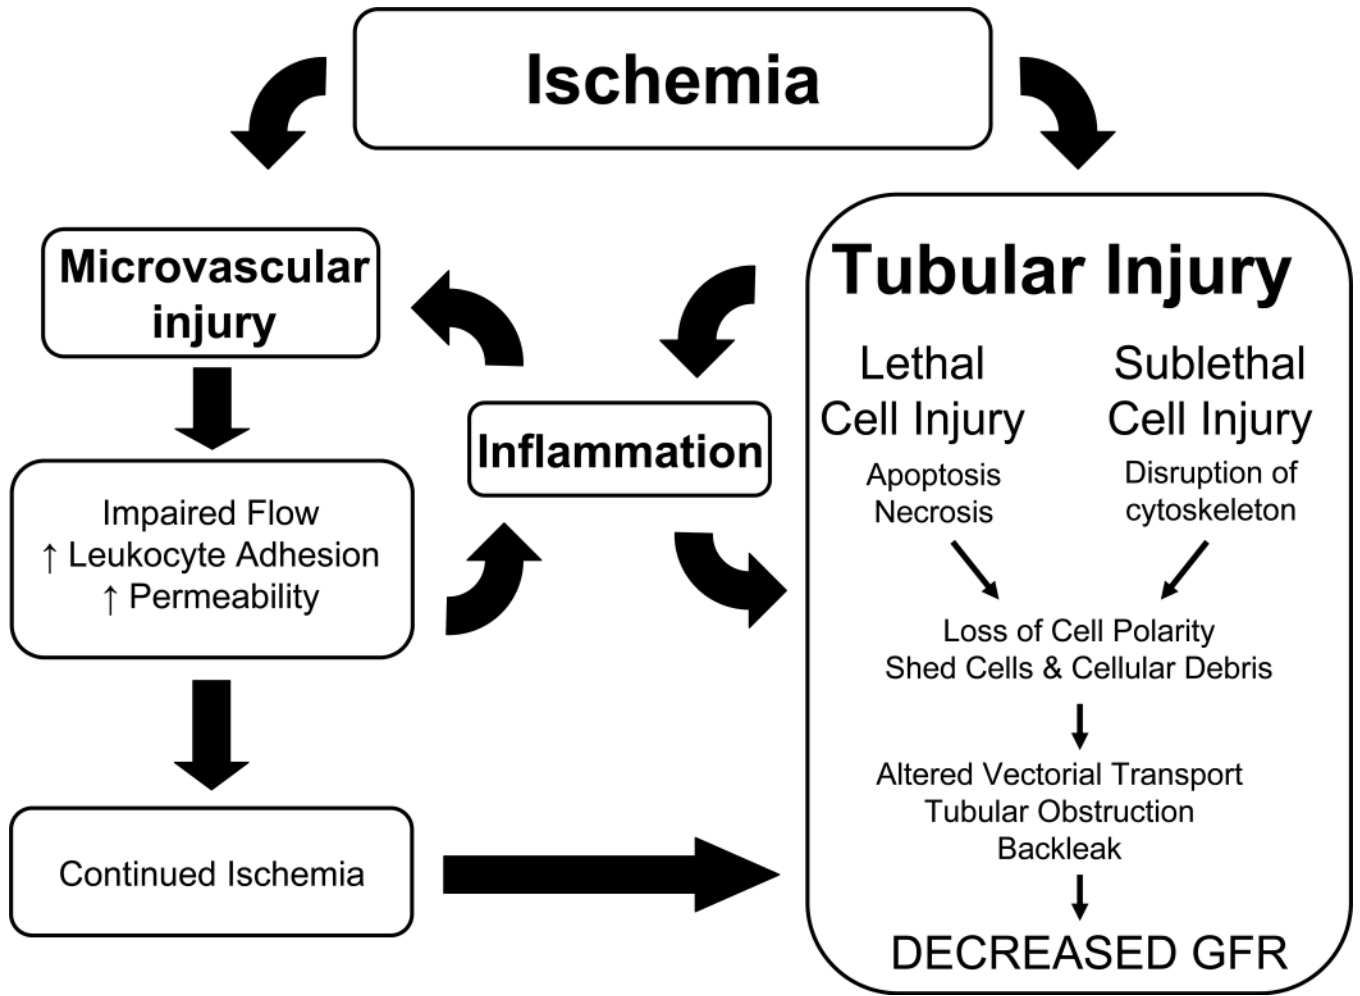 Ischemia
Microvascular
injury
Impaired Flow
↑ Leukocyte Adhesion
↑ Permeability
Continued Ischemia
Inflammation
Tubular Injury
Lethal
Cell Injury
Apoptosis
Necrosis
Sublethal
Cell Injury
Disruption of
cytoskeleton
Loss of Cell Polarity
Shed Cells & Cellular Debris
Altered Vectorial Transport
Tubular Obstruction
Backleak
DECREASED GFR